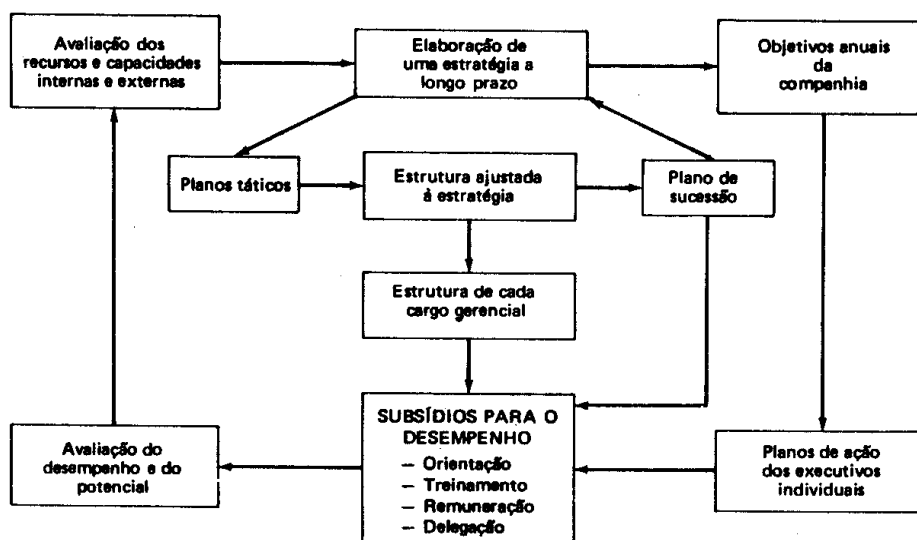 Avaliação dos
recursos e capacidades
internas e externas
Elaboração de
uma estratégia a
longo prazo
Objetivos anuais
da
companhia
Planos táticos
Estrutura ajustada
à estratégia
Plano de
sucessão
Estrutura de cada
cargo gerencial
Avaliação do
desempenho e do
potencial
SUBSÍDIOS PARA O
DESEMPENHO
— Orientação
— Treinamento
— Remuneração
— Delegação
Planos de ação
dos executivos
individuais